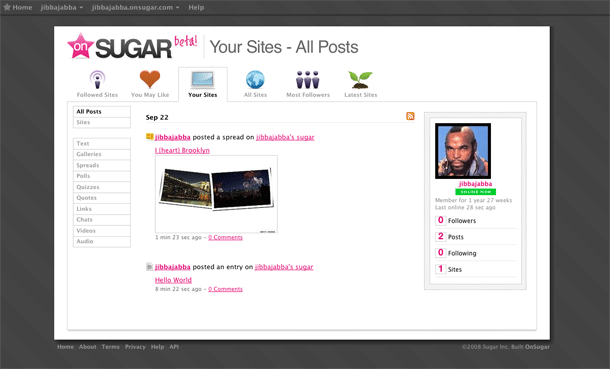 Home jibbajabba jibbajabba.onsugar.com Help
on SUGAR beta! Your Sites - All Posts
Followed Sites You May Like Your Sites All Sites Most Followers Latest Sites
All Posts
Sites
Text
Galleries
Spreads
Polls
Quizzes
Quotes
Links
Chats
Videos
Audio
Sep 22
jibbajabba posted a spread on jibbajabba's sugar
I {heart} Brooklyn
1 min 23 sec ago - 0 Comments
jibbajabba posted an entry on jibbajabba's sugar
Hello World
8 min 22 sec ago - 0 Comments
jibbajabba
ONLINE NOW
Member for 1 year 27 weeks
Last online 28 sec ago
0 Followers
2 Posts
0 Following
1 Sites
Home About Terms Privacy Help API
©2008 Sugar Inc. Built OnSugar